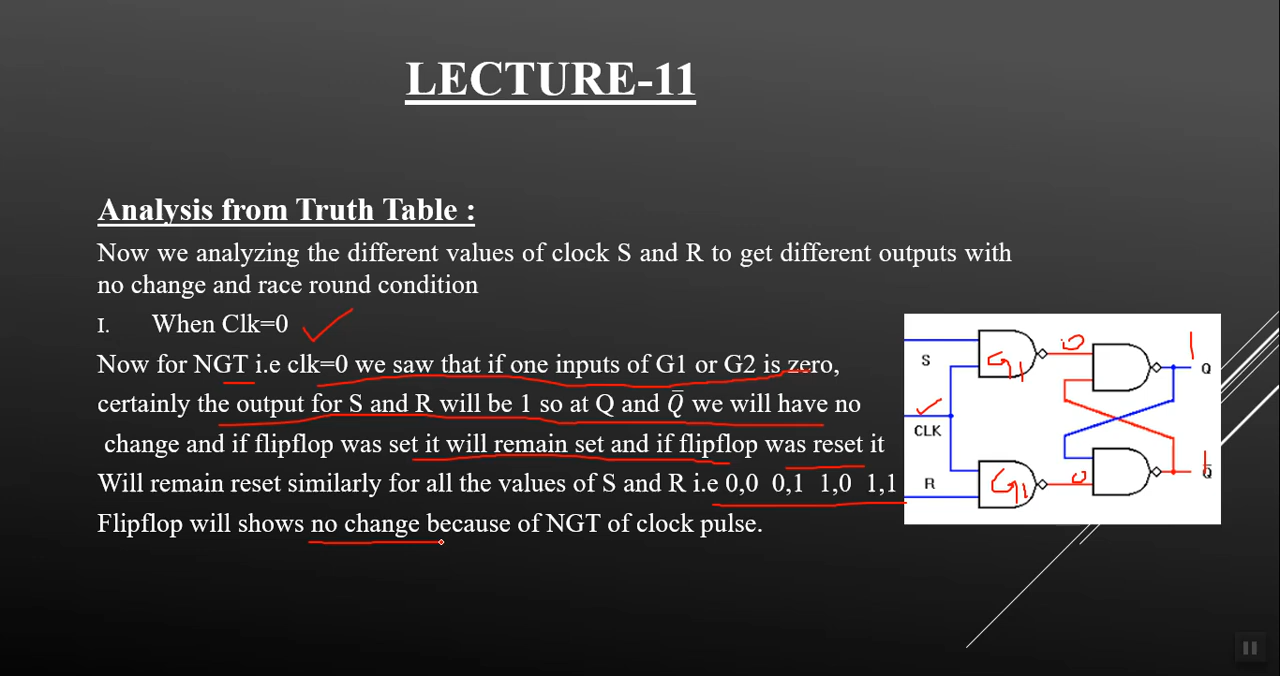 LECTURE-11
Analysis from Truth Table :
Now we analyzing the different values of clock S and R to get different outputs with
no change and race round condition
I. When Clk=0
Now for NGT i.e clk=0 we saw that if one inputs of G1 or G2 is zero,
certainly the output for S and R will be 1 so at Q and Q̄ we will have no
change and if flipflop was set it will remain set and if flipflop was reset it
Will remain reset similarly for all the values of S and R i.e 0,0 0,1 1,0 1,1
Flipflop will shows no change because of NGT of clock pulse.
S G1 0 1 Q
CLK
R G1 0 1 Q̄